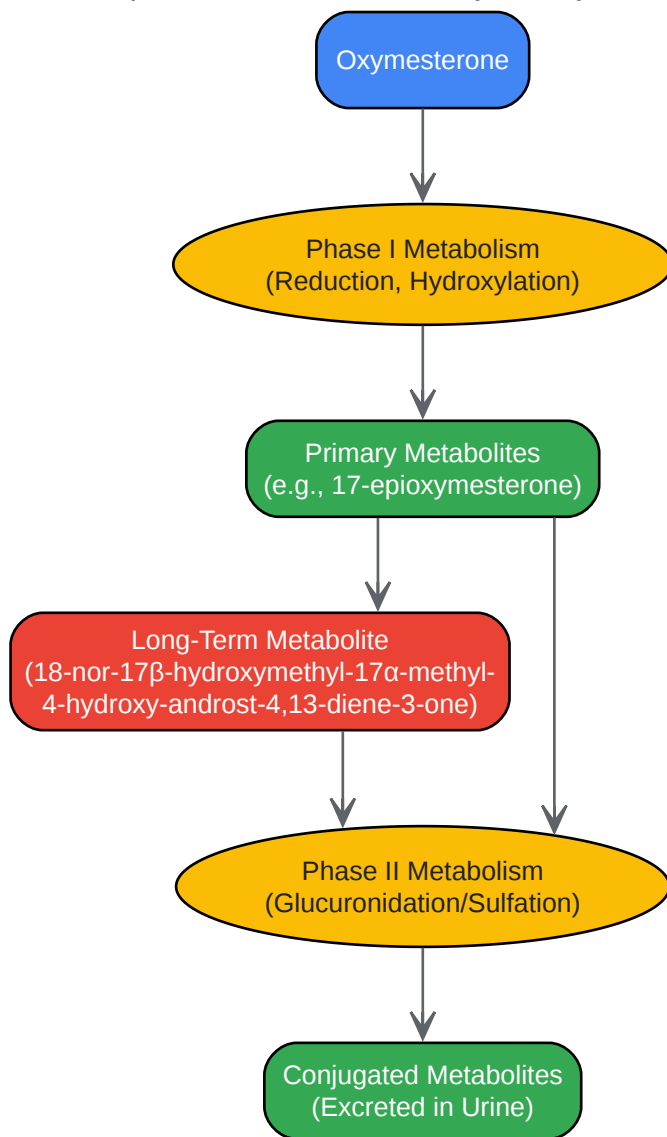 Oxymesterone
Phase I Metabolism
(Reduction, Hydroxylation)
Primary Metabolites
(e.g., 17-epioxymesterone)
Long-Term Metabolite
(18-nor-17β-hydroxymethyl-17α-methyl-
4-hydroxy-androst-4,13-diene-3-one)
Phase II Metabolism
(Glucuronidation/Sulfation)
Conjugated Metabolites
(Excreted in Urine)